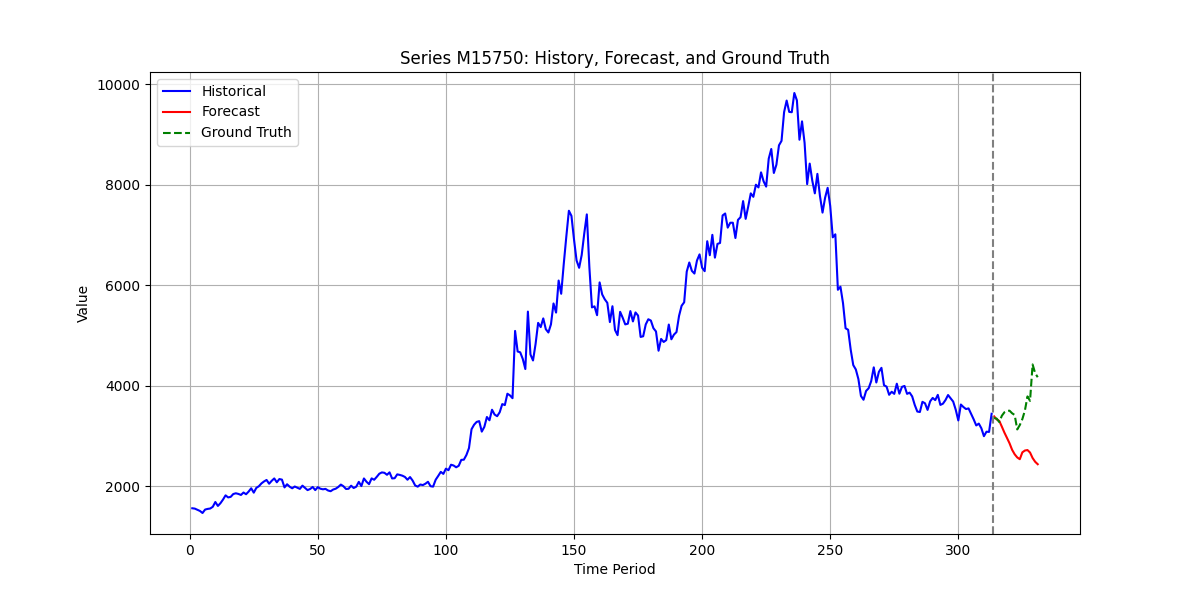 Series M15750: History, Forecast, and Ground Truth
Historical
Forecast
Ground Truth
10000
8000
6000
4000
2000
Value
0 50 100 150 200 250 300
Time Period